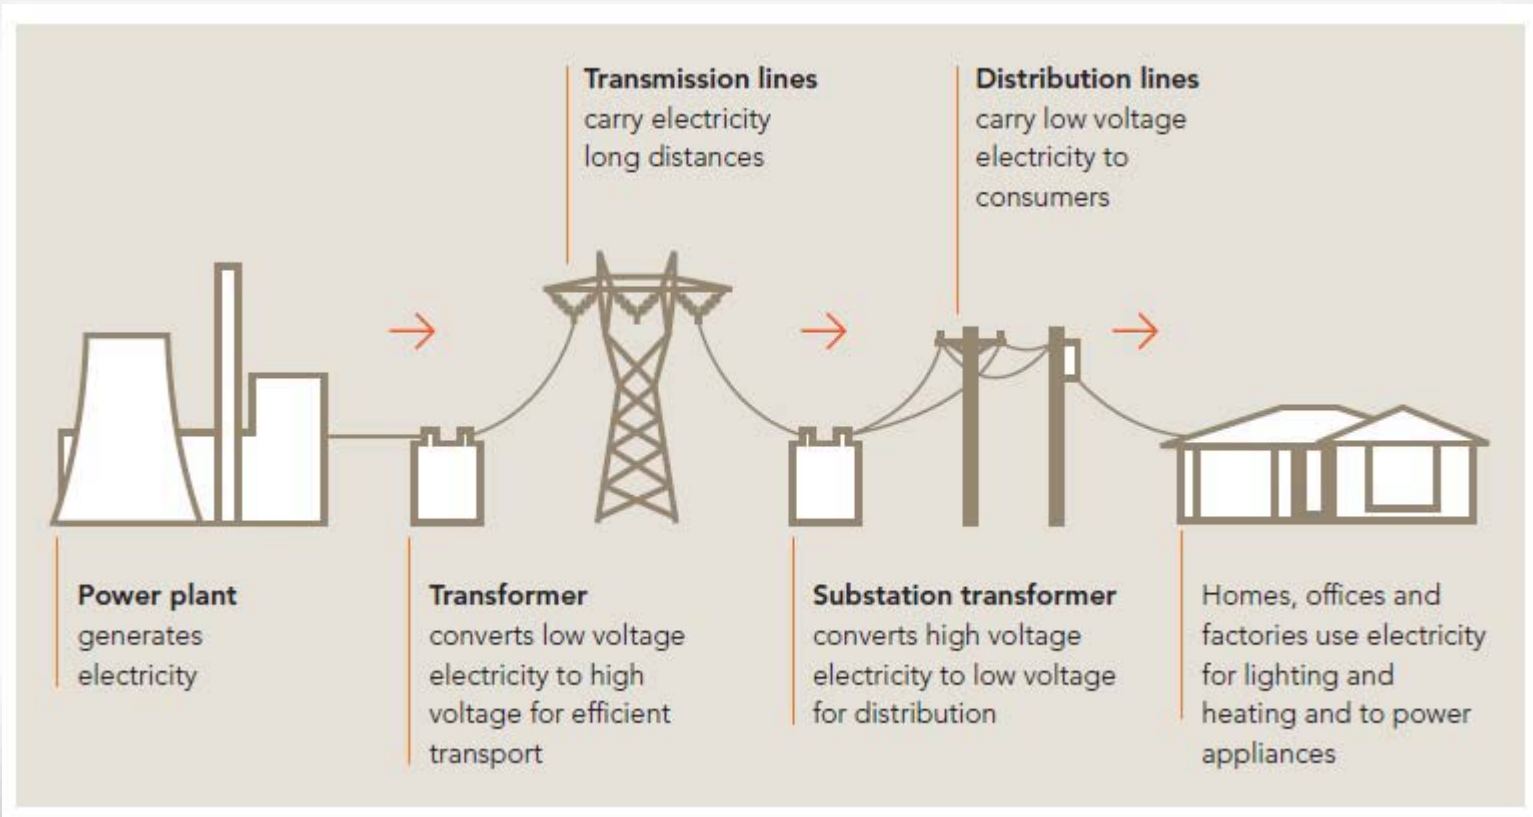 Transmission lines
carry electricity
long distances
Distribution lines
carry low voltage
electricity to
consumers
Power plant
generates
electricity
Transformer
converts low voltage
electricity to high
voltage for efficient
transport
Substation transformer
converts high voltage
electricity to low voltage
for distribution
Homes, offices and
factories use electricity
for lighting and
heating and to power
appliances